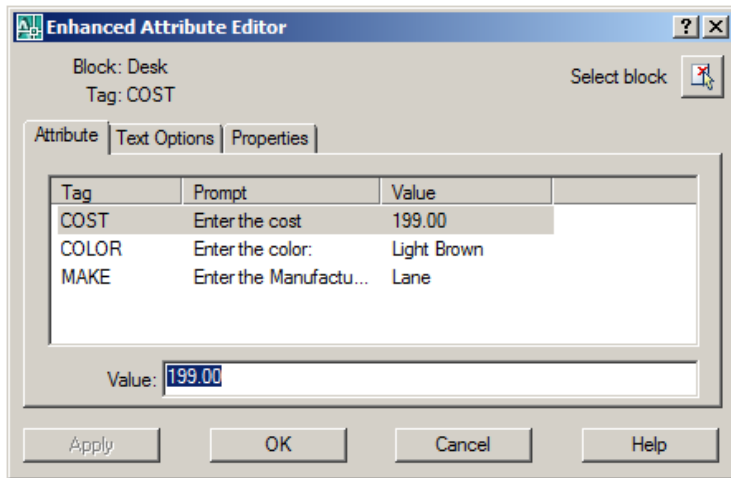 Enhanced Attribute Editor
Block: Desk
Select block
Tag: COST
Attribute Text Options Properties
Tag Prompt Value
COST Enter the cost 199.00
COLOR Enter the color: Light Brown
MAKE Enter the Manufactu... Lane
Value: 199.00
Apply OK Cancel Help